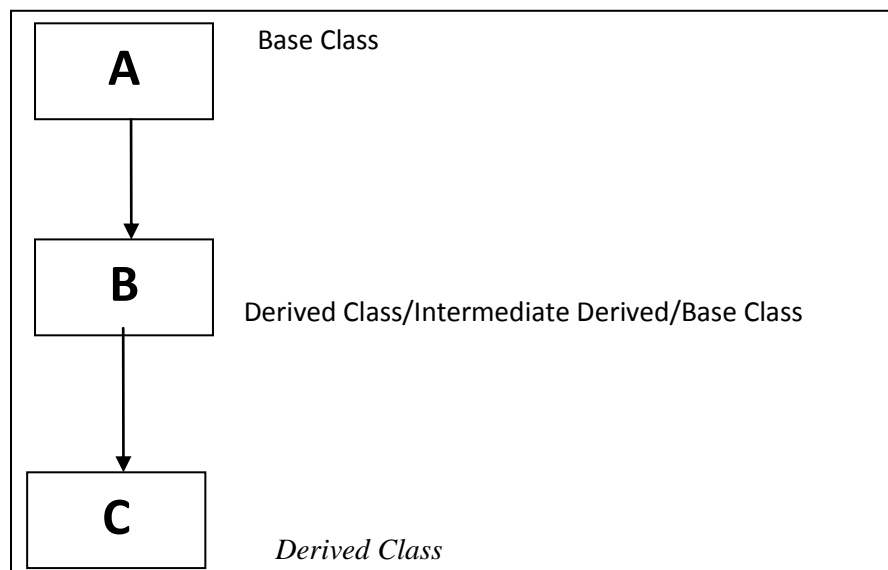 A
Base Class
B
Derived Class/Intermediate Derived/Base Class
C
Derived Class